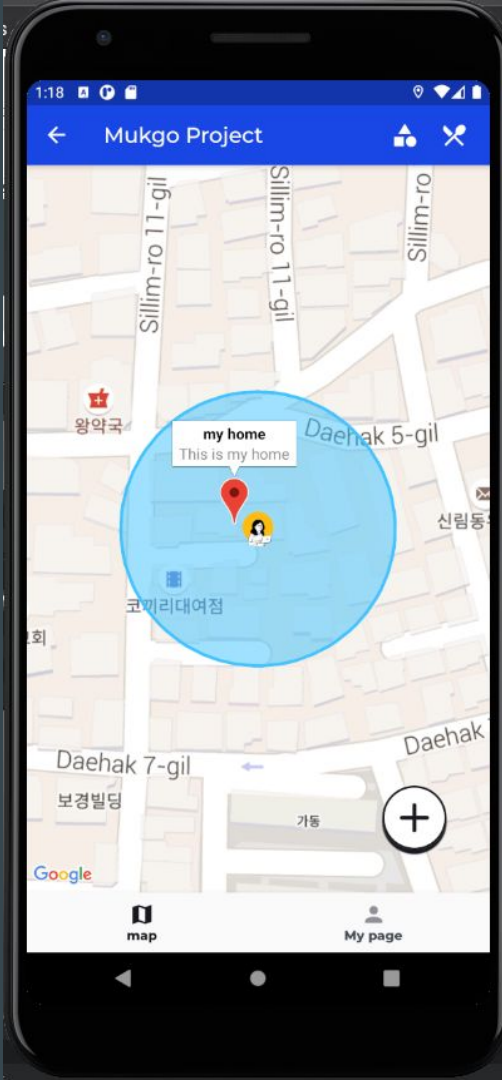 1:18
Mukgo Project
Sillim-ro 11-gil
Sillim-ro 11-gil
Sillim-ro
왕약국
my home
This is my home
Daehak 5-gil
신림동
코끼리대여점
회
Daehak
Daehak 7-gil
보경빌딩
가동
Google
map
My page